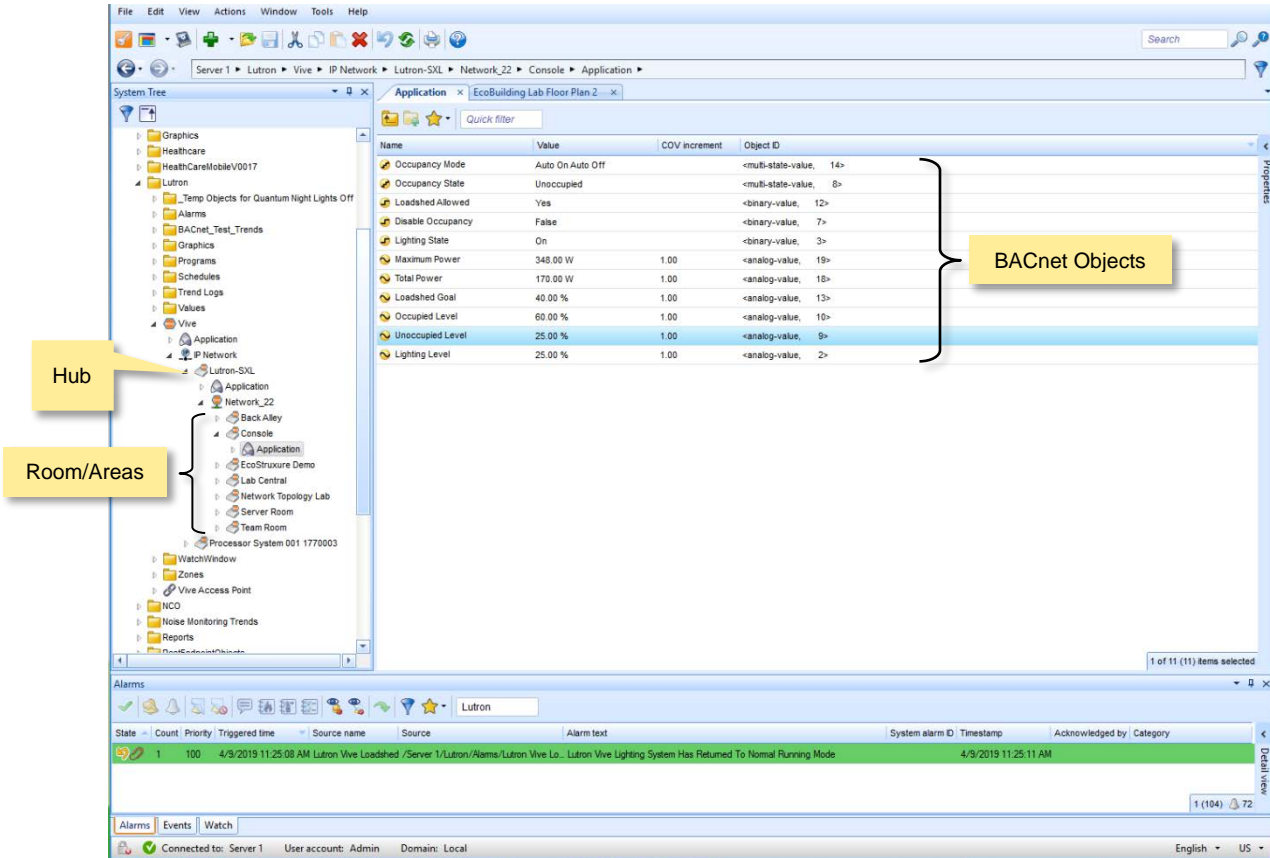 File Edit View Actions Window Tools Help
Search
Server 1 Lutron Vive IP Network Lutron-SXL Network_22 Console Application
System Tree
Application EcoBuilding Lab Floor Plan 2
Quick filter
Graphics
Healthcare
HealthCareMobileV0017
Lutron
_Temp Objects for Quantum Night Lights Off
Alarms
BACnet_Test_Trends
Graphics
Programs
Schedules
Trend Logs
Values
Vive
Application
IP Network
Lutron-SXL
Application
Network_22
Back Alley
Console
Application
EcoStruxure Demo
Lab Central
Network Topology Lab
Server Room
Team Room
Processor System 001 1770003
WatchWindow
Zones
Vive Access Point
NCO
Noise Monitoring Trends
Reports
RestEndpointObjects
Hub
Room/Areas
Name Value COV increment Object ID
Occupancy Mode Auto On Auto Off <multi-state-value, 14>
Occupancy State Unoccupied <multi-state-value, 8>
Loadshed Allowed Yes <binary-value, 12>
Disable Occupancy False <binary-value, 7>
Lighting State On <binary-value, 3>
Maximum Power 348.00 W 1.00 <analog-value, 19>
Total Power 170.00 W 1.00 <analog-value, 18>
Loadshed Goal 40.00 % 1.00 <analog-value, 13>
Occupied Level 60.00 % 1.00 <analog-value, 10>
Unoccupied Level 25.00 % 1.00 <analog-value, 9>
Lighting Level 25.00 % 1.00 <analog-value, 2>
BACnet Objects
Properties
1 of 11 (11) items selected
Alarms
Lutron
State Count Priority Triggered time Source name Source Alarm text System alarm ID Timestamp Acknowledged by Category
1 100 4/9/2019 11:25:08 AM Lutron Vive Loadshed /Server 1/Lutron/Alarms/Lutron Vive Lo... Lutron Vive Lighting System Has Returned To Normal Running Mode 4/9/2019 11:25:11 AM
Detail view
1 (104) 72
Alarms Events Watch
Connected to: Server 1 User account: Admin Domain: Local English US